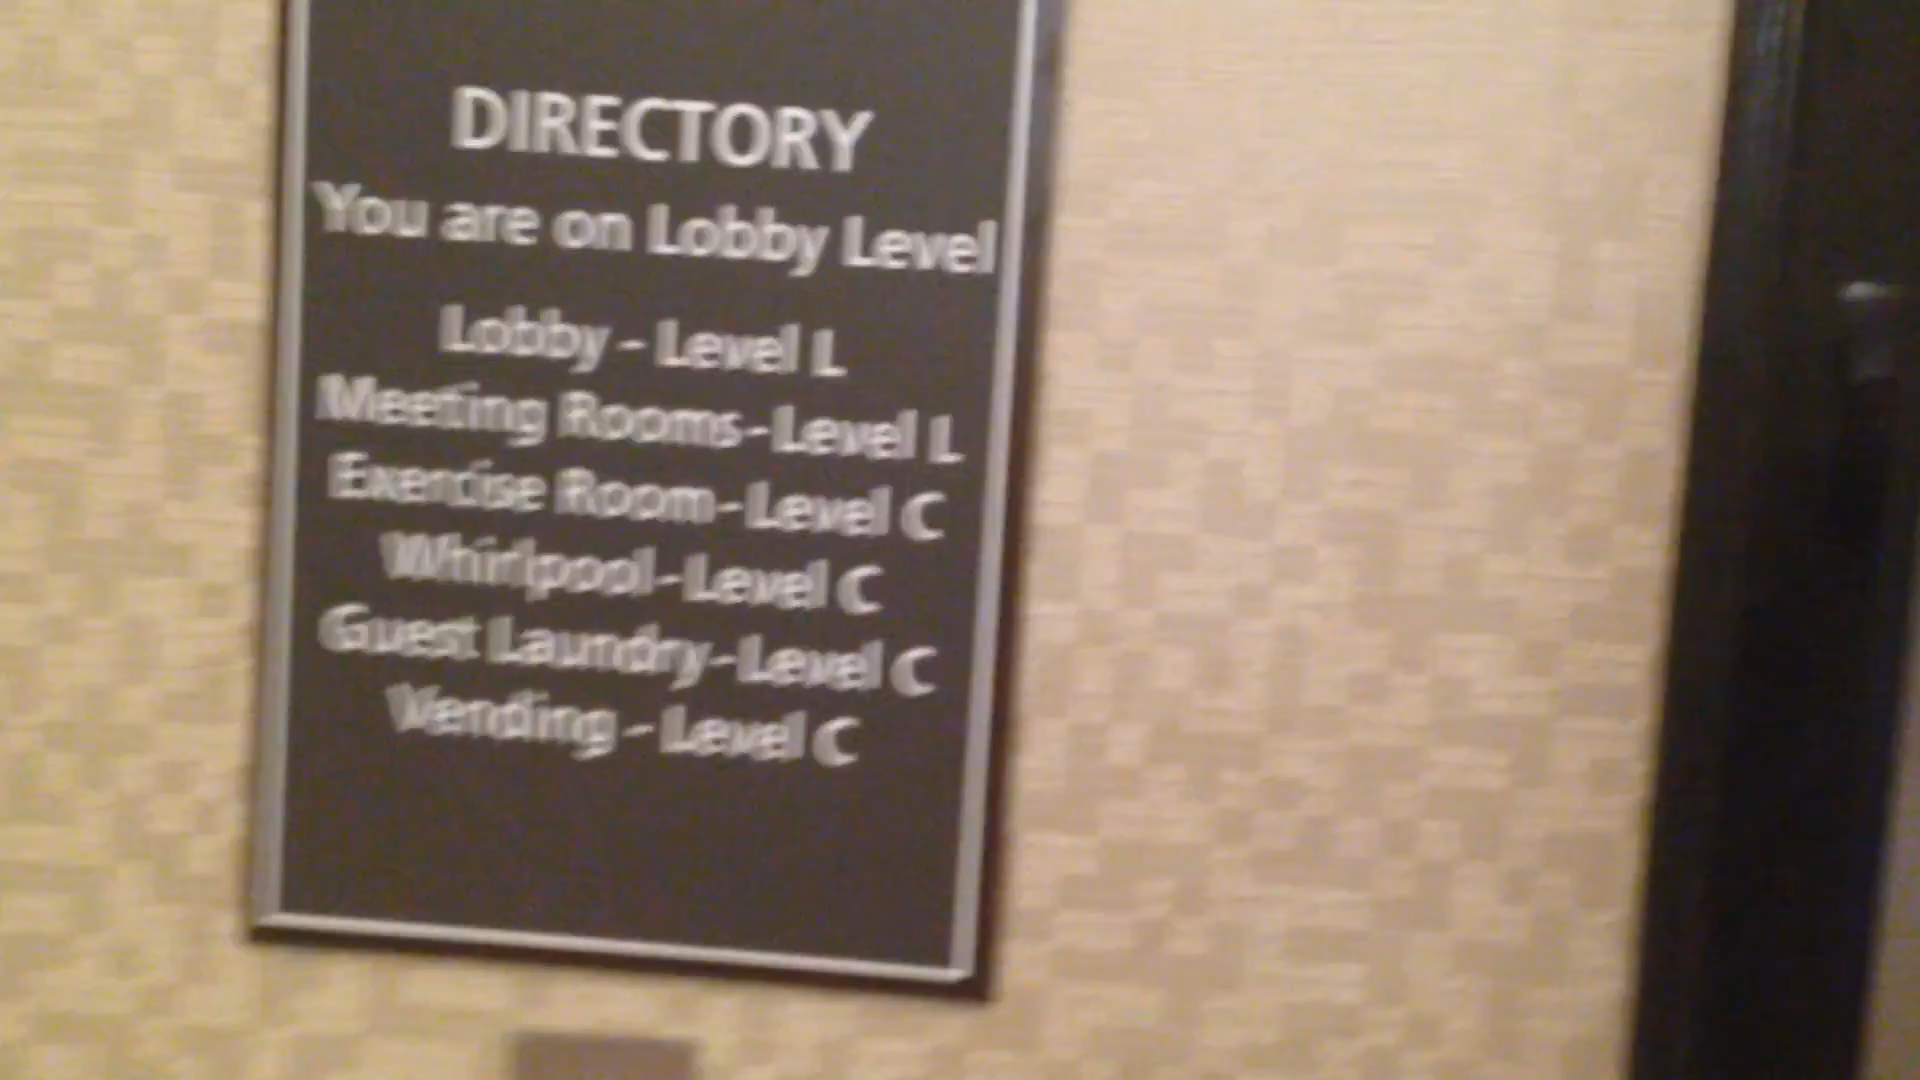 DIRECTORY
You are on Lobby Level
Lobby - Level L
Meeting Rooms - Level L
Exercise Room - Level C
Whirlpool - Level C
Guest Laundry - Level C
Vending - Level C